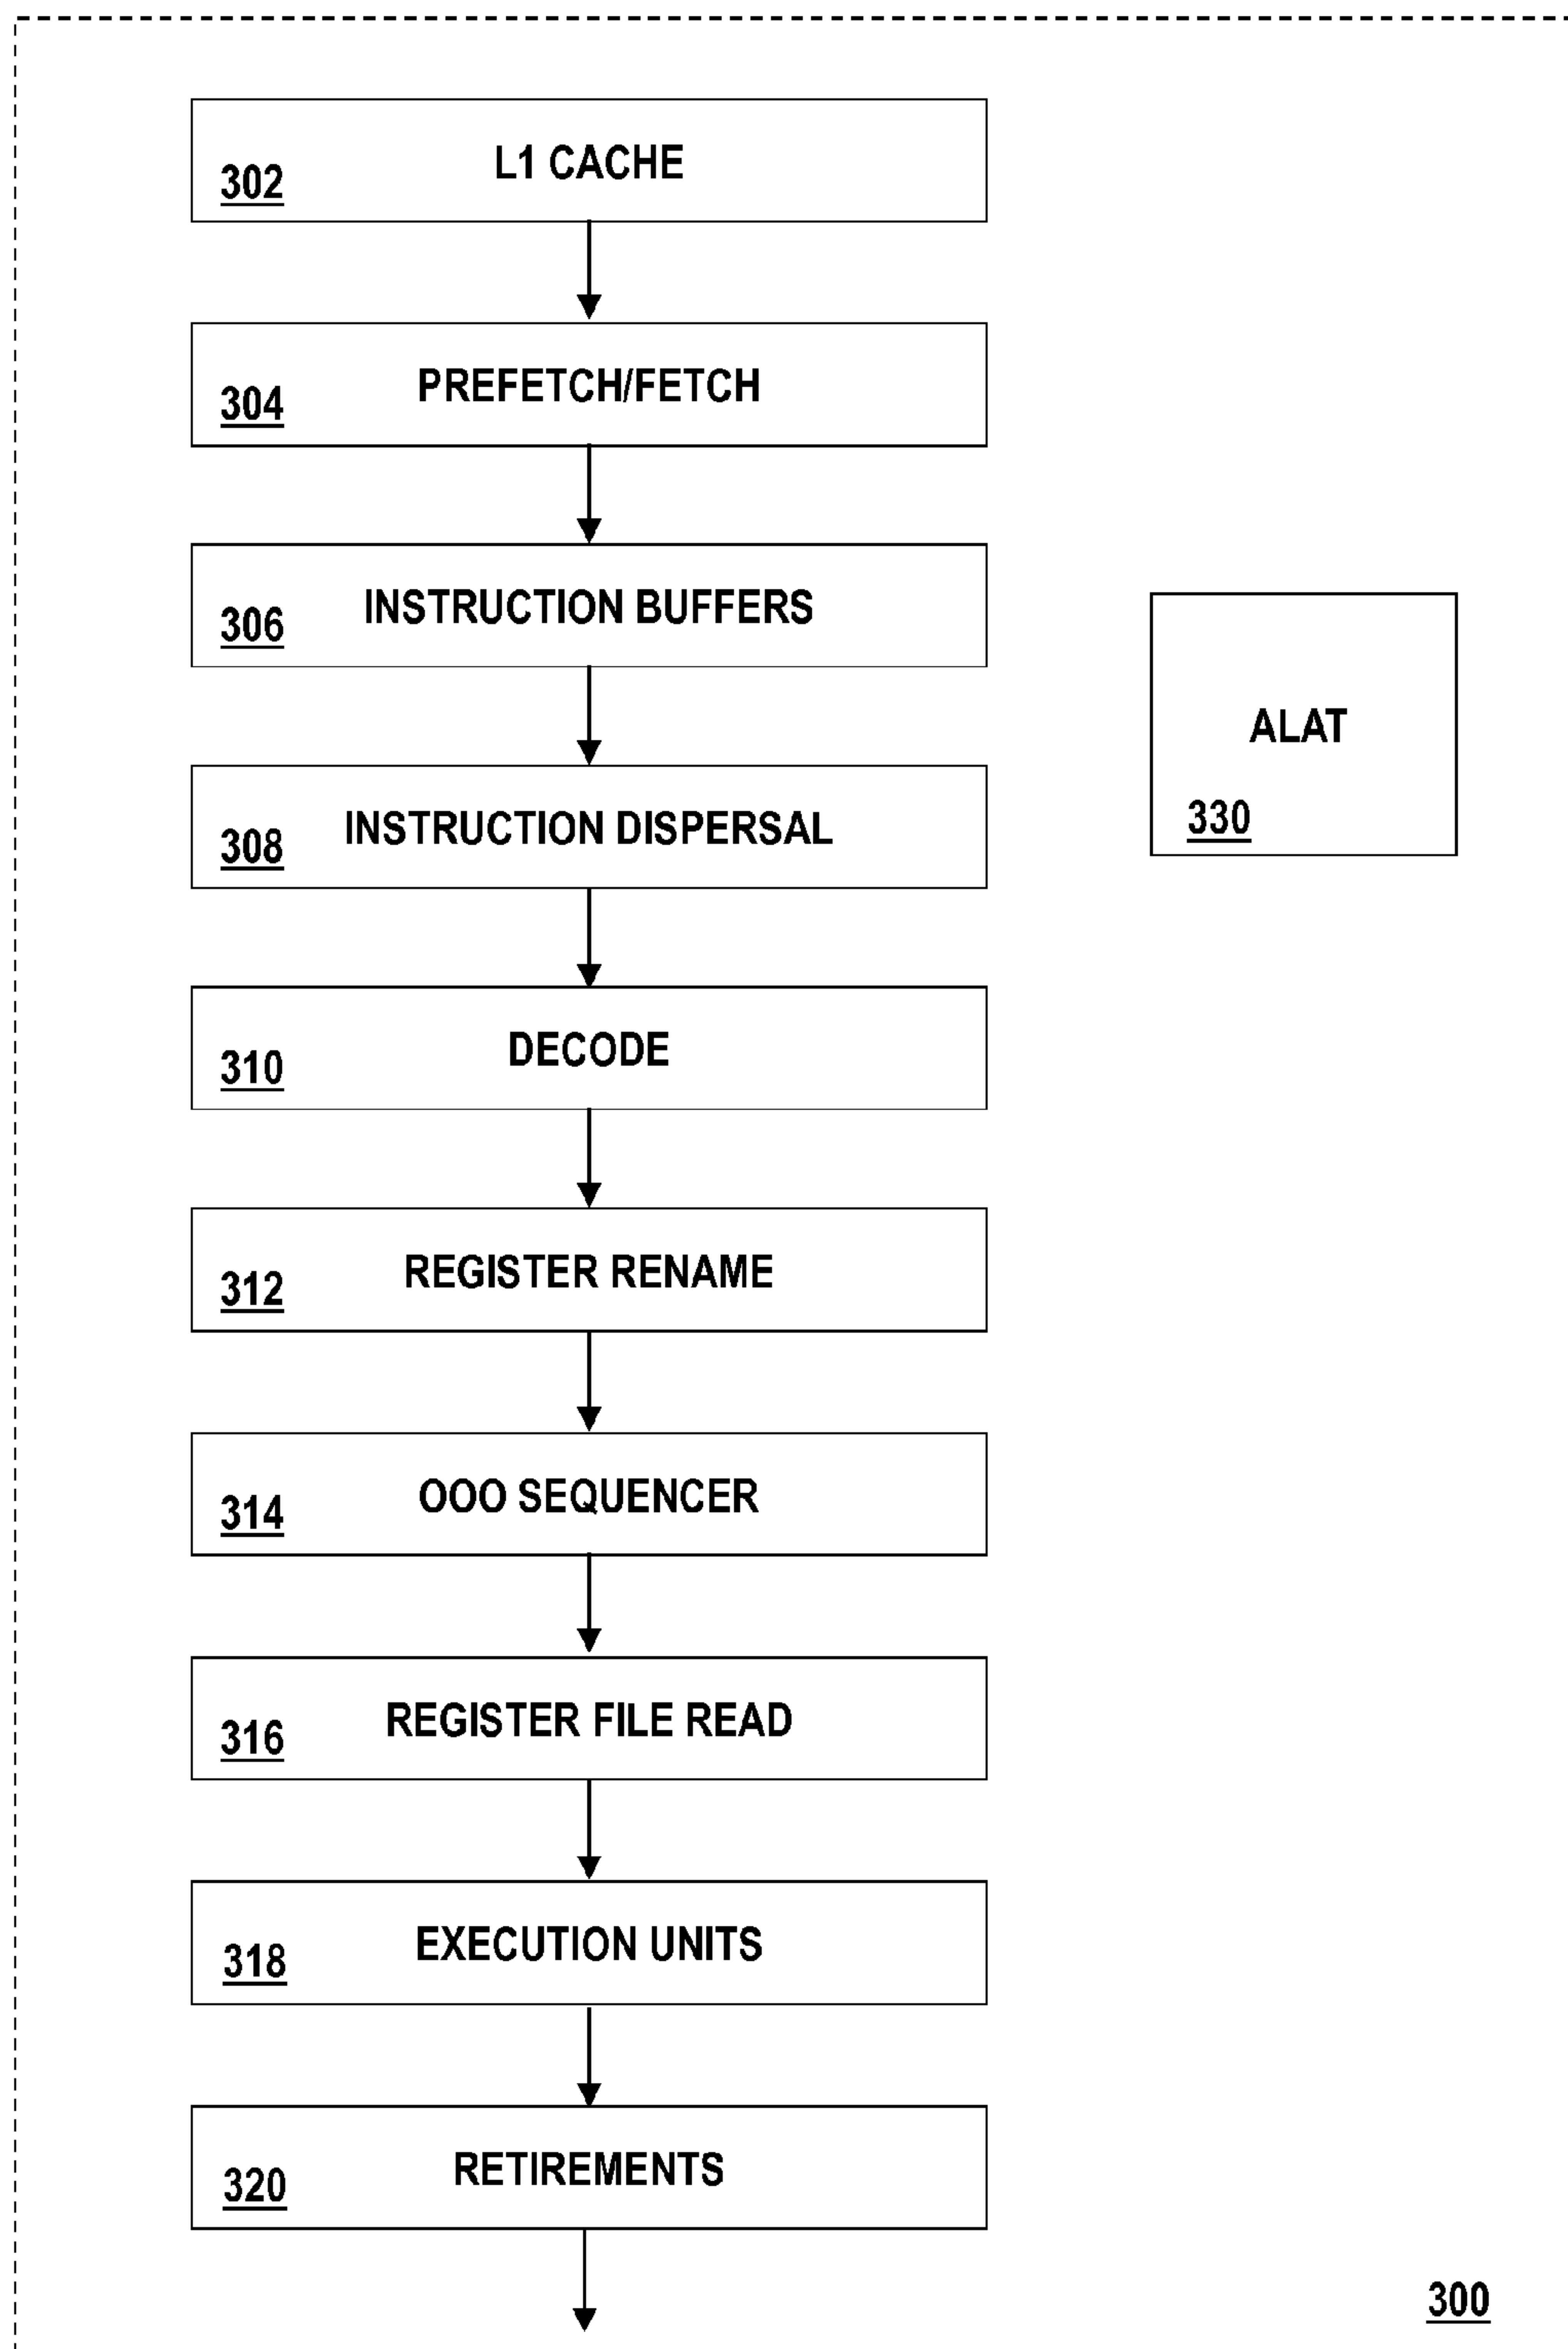 L1 CACHE
302
PREFETCH/FETCH
304
INSTRUCTION BUFFERS
306
ALAT
330
INSTRUCTION DISPERSAL
308
DECODE
310
REGISTER RENAME
312
OOO SEQUENCER
314
REGISTER FILE READ
316
EXECUTION UNITS
318
RETIREMENTS
320
300